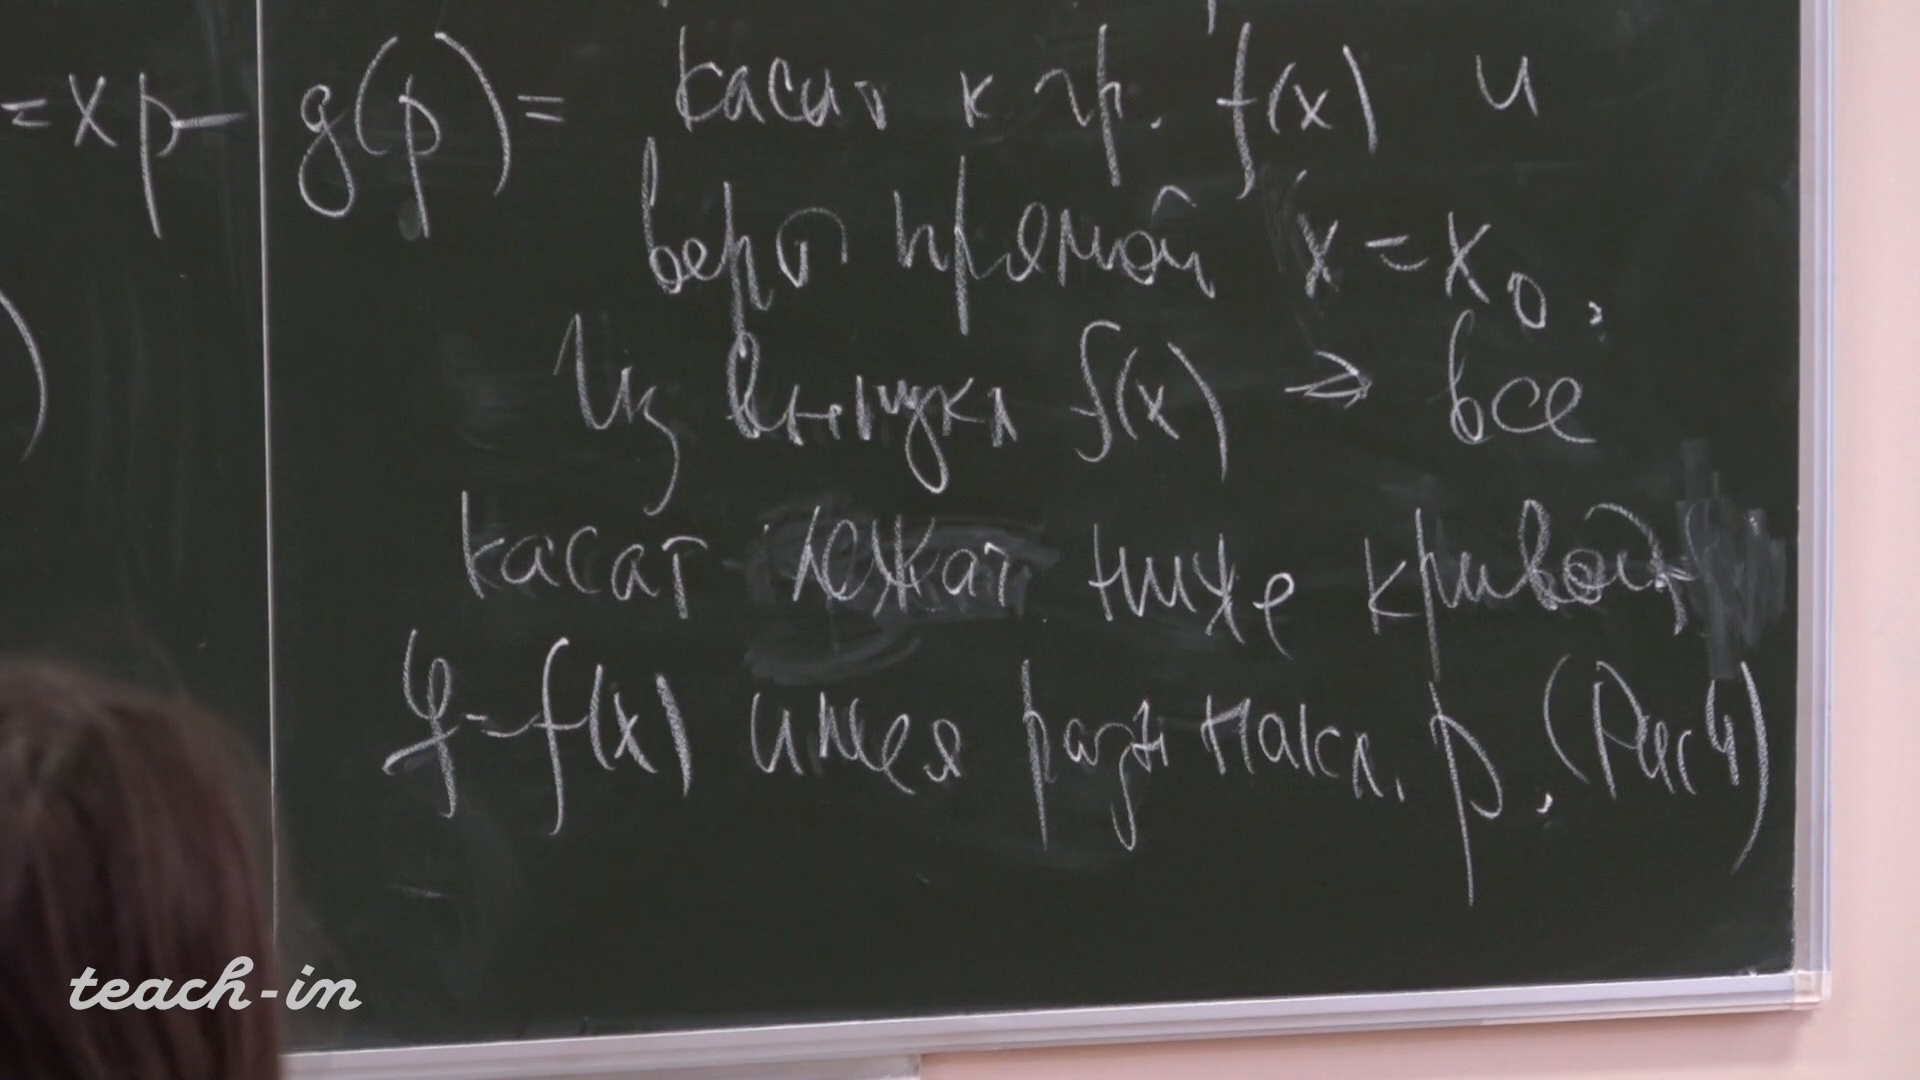 = x p - g(p) = касат к гр. f(x) и
верт прямой x = x₀.
)
Из выпукл f(x) ⇒ все
касат лежат ниже кривой
y = f(x) имея разн накл. p. (Рис 4)
teach-in